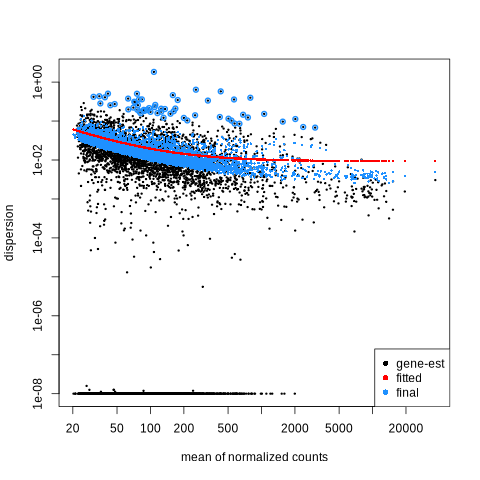 dispersion
1e+00
1e-02
1e-04
1e-06
1e-08
gene-est
fitted
final
20 50 100 200 500 2000 5000 20000
mean of normalized counts